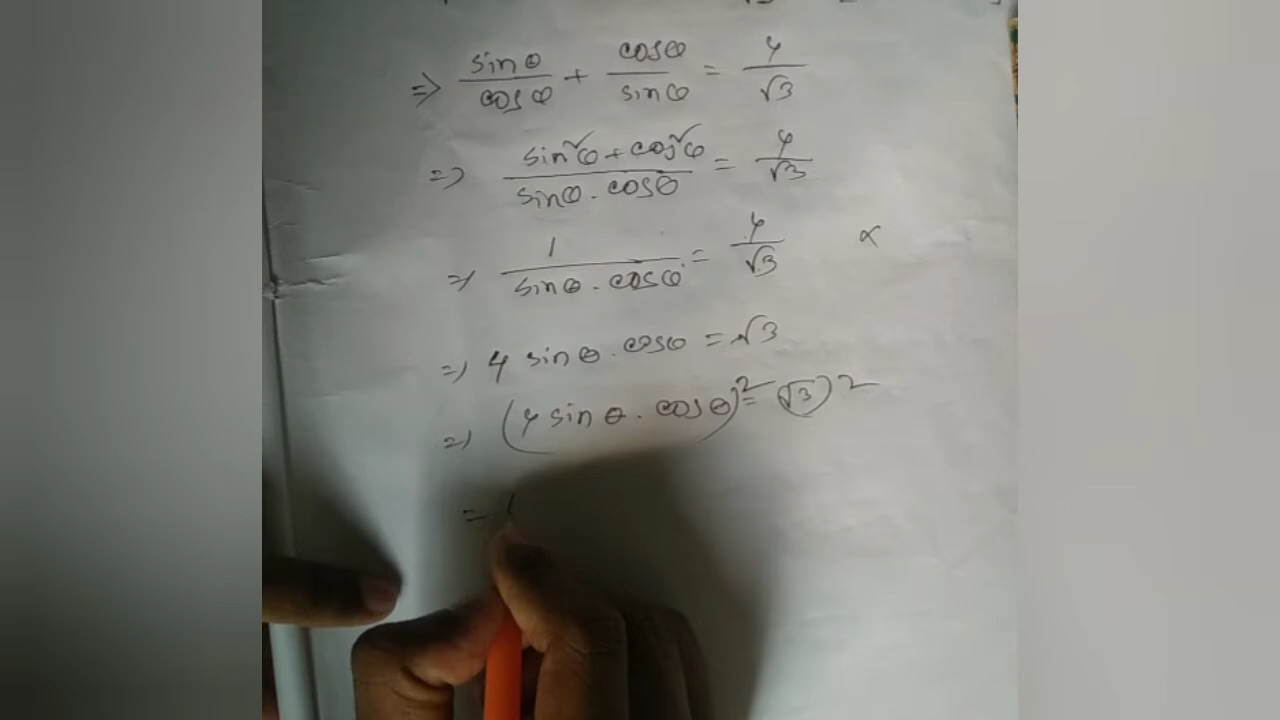 => sinθ/cosθ + cosθ/sinθ = 4/√3
=> sin²θ + cos²θ / sinθ . cosθ = 4/√3
=> 1 / sinθ . cosθ = 4/√3 ∝
=> 4 sinθ . cosθ = √3
=> (4 sinθ . cosθ)² = (√3)²
=